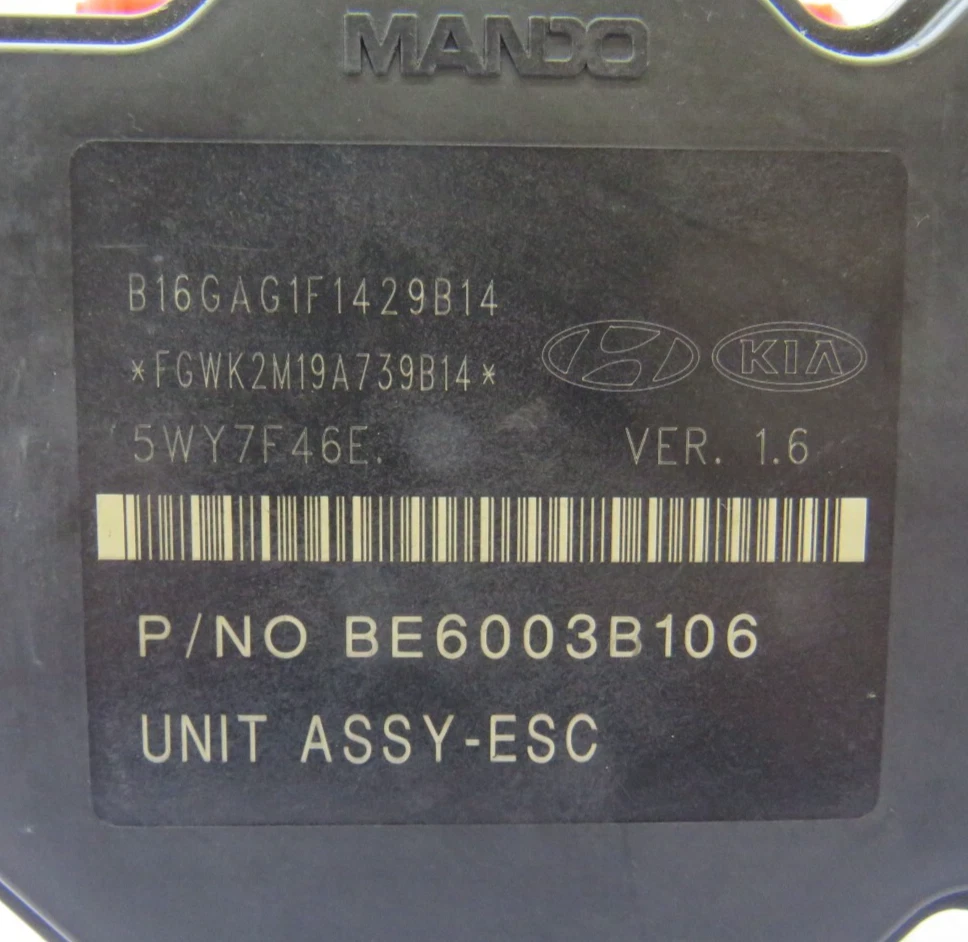 MANDO
B16GAG1F1429B14
*FGWK2M19A739B14*
KIA
5WY7F46E. VER. 1.6
P/NO BE6003B106
UNIT ASSY-ESC